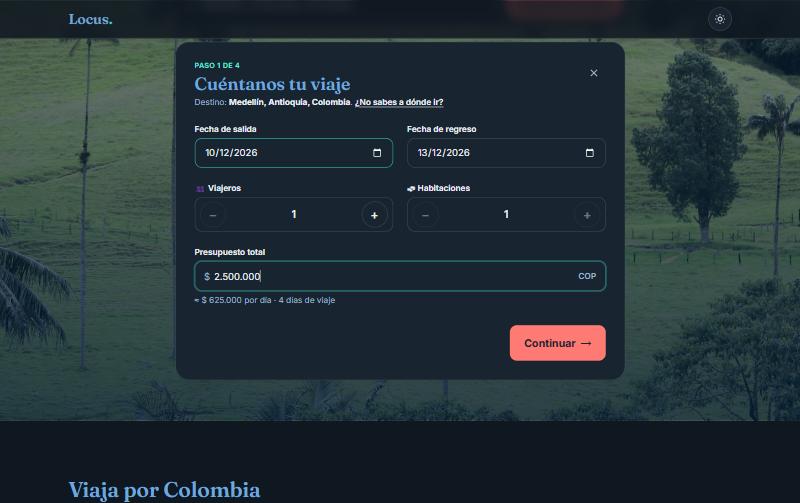 Locus.
PASO 1 DE 4
Cuéntanos tu viaje
Destino: Medellín, Antioquia, Colombia. ¿No sabes a dónde ir?
Fecha de salida Fecha de regreso
10/12/2026 13/12/2026
Viajeros Habitaciones
− 1 + − 1 +
Presupuesto total
$ 2.500.000 COP
≈ $ 625.000 por día · 4 días de viaje
Continuar →
Viaja por Colombia